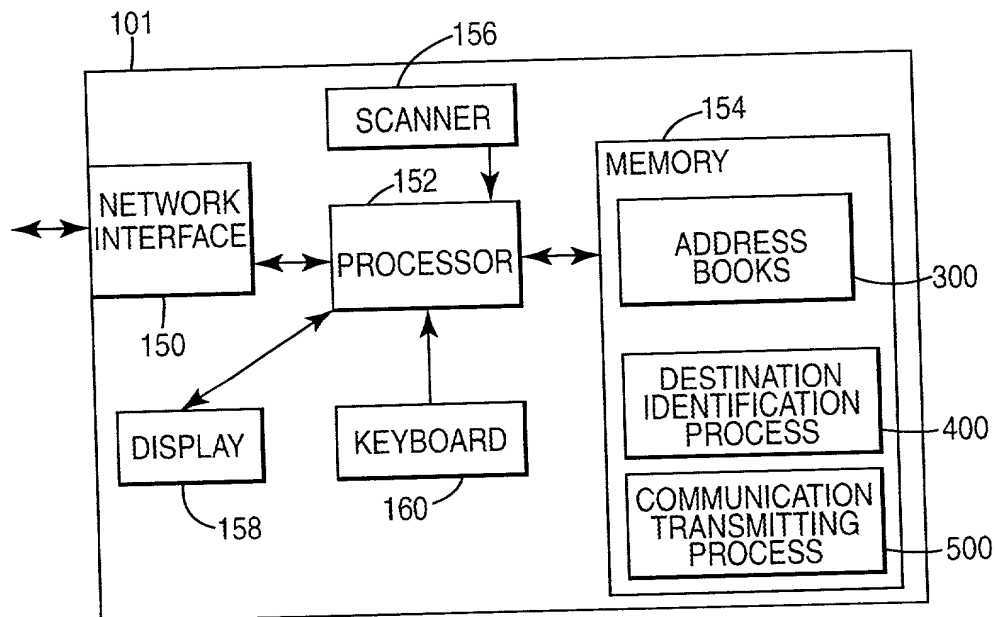 101
156
SCANNER
154
MEMORY
NETWORK
INTERFACE
152
PROCESSOR
ADDRESS
BOOKS
300
150
DESTINATION
IDENTIFICATION
PROCESS
400
DISPLAY
KEYBOARD
158
160
COMMUNICATION
TRANSMITTING
PROCESS
500